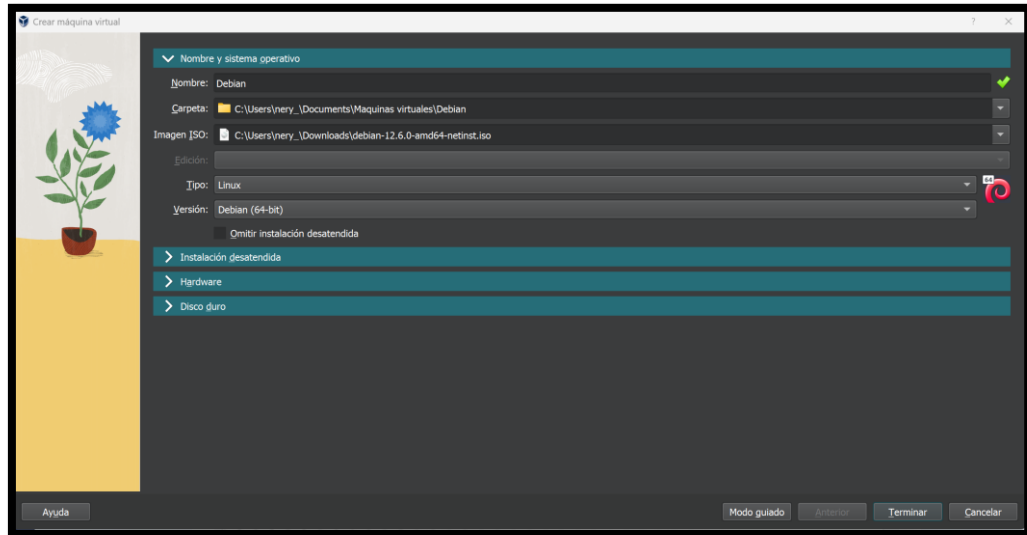 Crear máquina virtual
Nombre y sistema operativo
Nombre: Debian
Carpeta: C:\Users\nery_\Documents\Maquinas virtuales\Debian
Imagen ISO: C:\Users\nery_\Downloads\debian-12.6.0-amd64-netinst.iso
Edición:
Tipo: Linux
64
Versión: Debian (64-bit)
Omitir instalación desatendida
Instalación desatendida
Hardware
Disco duro
Ayuda Modo guiado Anterior Terminar Cancelar